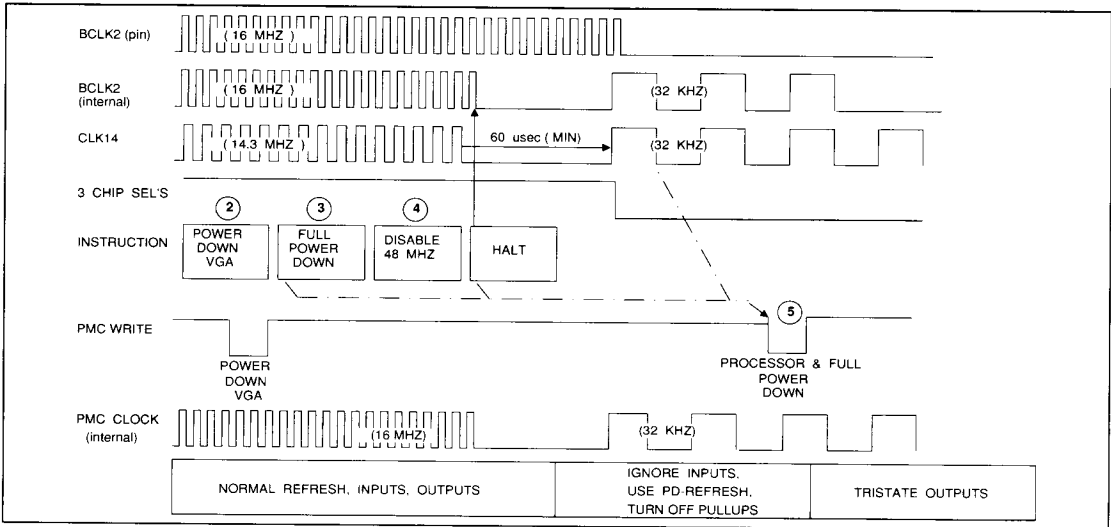 BCLK2 (pin)
( 16 MHZ )
BCLK2
(internal)
( 16 MHZ )
(32 KHZ)
CLK14
( 14.3 MHZ )
60 usec ( MIN)
(32 KHZ)
3 CHIP SEL'S
2
3
4
INSTRUCTION
POWER
DOWN
VGA
FULL
POWER
DOWN
DISABLE
48 MHZ
HALT
5
PMC WRITE
POWER
DOWN
VGA
PROCESSOR & FULL
POWER
DOWN
PMC CLOCK
(internal)
(16 MHZ)
(32 KHZ)
NORMAL REFRESH, INPUTS, OUTPUTS
IGNORE INPUTS,
USE PD-REFRESH,
TURN OFF PULLUPS
TRISTATE OUTPUTS